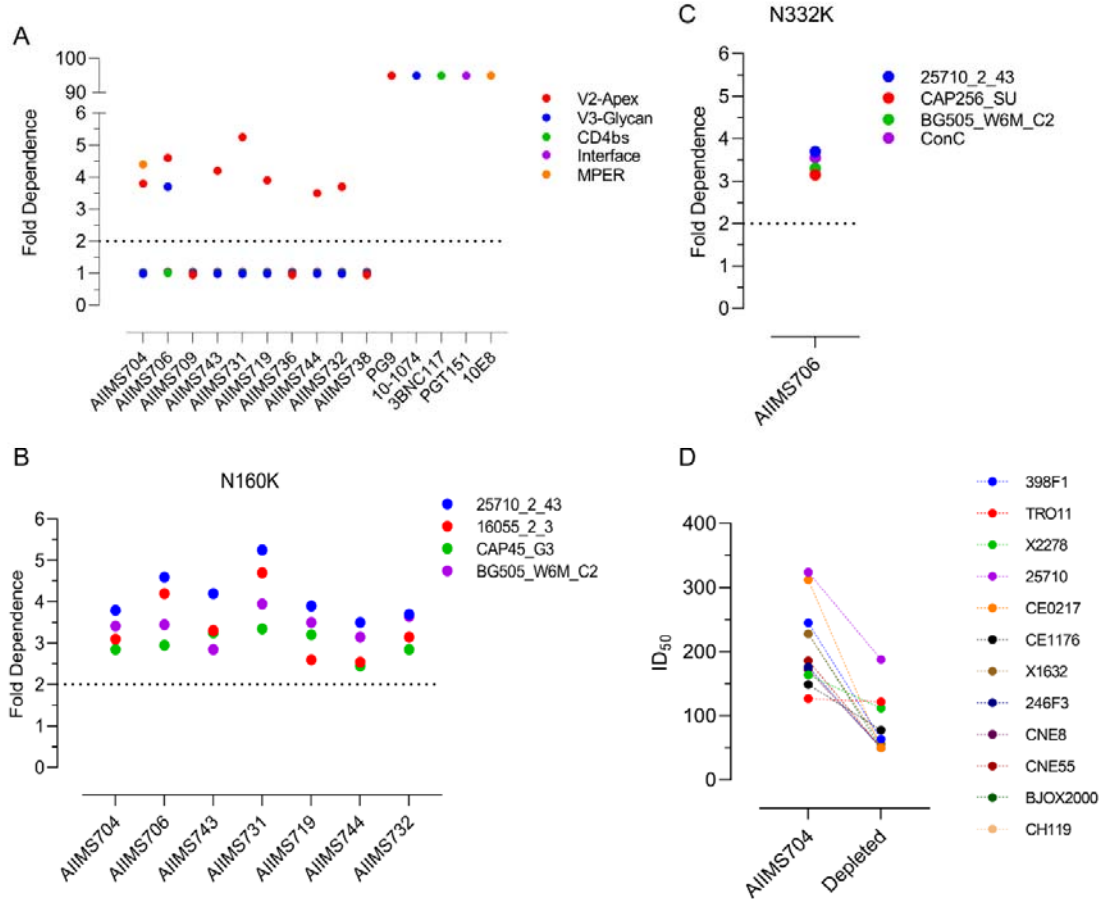 A
Fold Dependence
100
90
6
5
4
3
2
1
0
AIIMS704
AIIMS706
AIIMS709
AIIMS743
AIIMS731
AIIMS719
AIIMS736
AIIMS744
AIIMS732
AIIMS738
PG9
10-1074
3BNC117
PGT151
10E8
V2-Apex
V3-Glycan
CD4bs
Interface
MPER
C
N332K
Fold Dependence
6
5
4
3
2
1
0
AIIMS706
25710_2_43
CAP256_SU
BG505_W6M_C2
ConC
B
N160K
Fold Dependence
6
5
4
3
2
1
0
AIIMS704
AIIMS706
AIIMS743
AIIMS731
AIIMS719
AIIMS744
AIIMS732
25710_2_43
16055_2_3
CAP45_G3
BG505_W6M_C2
D
ID50
400
300
200
100
0
AIIMS704
Depleted
398F1
TRO11
X2278
25710
CE0217
CE1176
X1632
246F3
CNE8
CNE55
BJOX2000
CH119